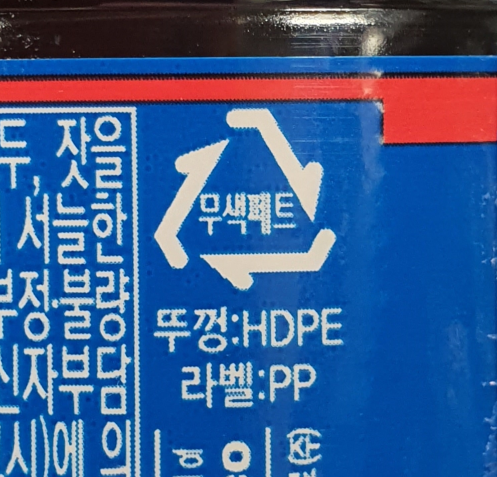 두, 잣을
서늘한
부정·불량
신자부담
시)에 의
무색페트
뚜껑:HDPE
라벨:PP